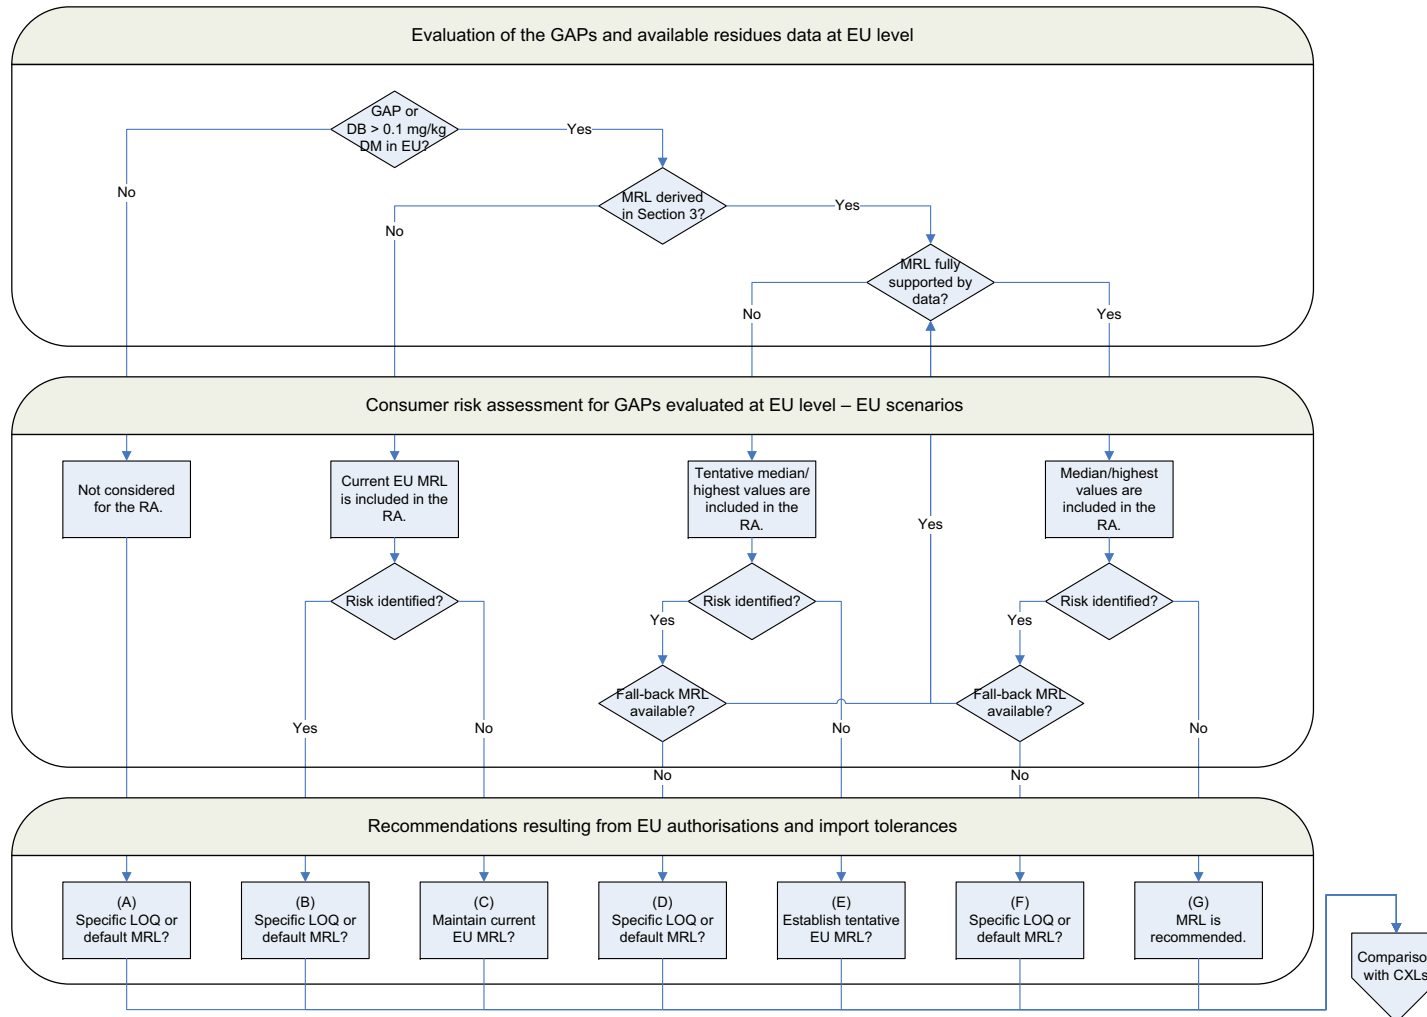 Evaluation of the GAPs and available residues data at EU level
GAP or
DB > 0.1 mg/kg
DM in EU?
Yes
No
MRL derived
in Section 3?
Yes
No
MRL fully
supported by
data?
No
Yes
Consumer risk assessment for GAPs evaluated at EU level – EU scenarios
Not considered
for the RA.
Current EU MRL
is included in the
RA.
Tentative median/
highest values are
included in the
RA.
Median/highest
values are
included in the
RA.
Yes
Risk identified?
Risk identified?
Risk identified?
Yes
Yes
Fall-back MRL
available?
Fall-back MRL
available?
Yes
No
No
No
No
No
Recommendations resulting from EU authorisations and import tolerances
(A)
Specific LOQ or
default MRL?
(B)
Specific LOQ or
default MRL?
(C)
Maintain current
EU MRL?
(D)
Specific LOQ or
default MRL?
(E)
Establish tentative
EU MRL?
(F)
Specific LOQ or
default MRL?
(G)
MRL is
recommended.
Comparison
with CXLs